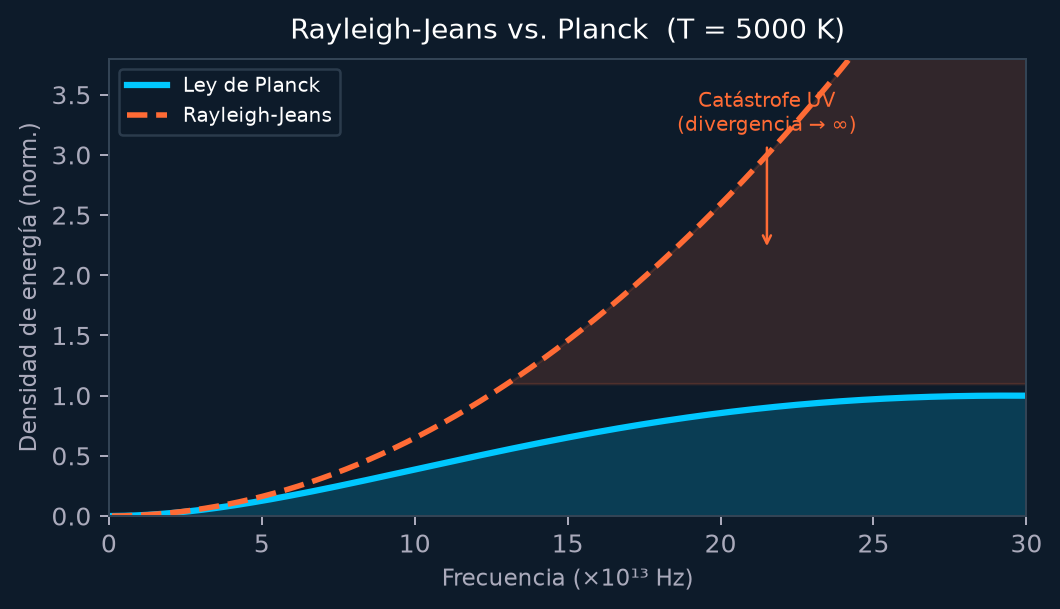 Rayleigh-Jeans vs. Planck (T = 5000 K)
Ley de Planck
Rayleigh-Jeans
Catástrofe UV
(divergencia → ∞)
Densidad de energía (norm.)
3.5
3.0
2.5
2.0
1.5
1.0
0.5
0.0
0 5 10 15 20 25 30
Frecuencia (×10¹³ Hz)